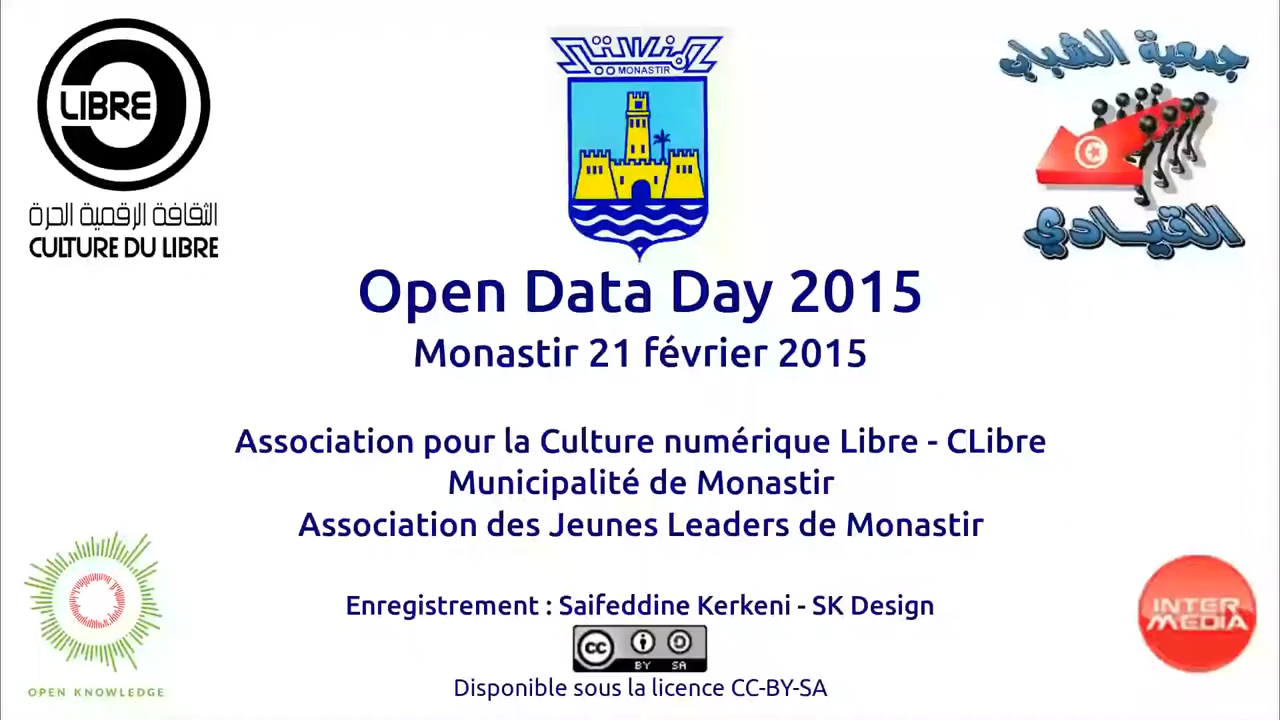 LIBRE
الثقافة الرقمية الحرة
CULTURE DU LIBRE
المنستير
MONASTIR
جمعية الشباب
القيادي
Open Data Day 2015
Monastir 21 février 2015
Association pour la Culture numérique Libre - CLibre
Municipalité de Monastir
Association des Jeunes Leaders de Monastir
Enregistrement : Saifeddine Kerkeni - SK Design
cc
BY SA
Disponible sous la licence CC-BY-SA
OPEN KNOWLEDGE
INTER
MEDIA